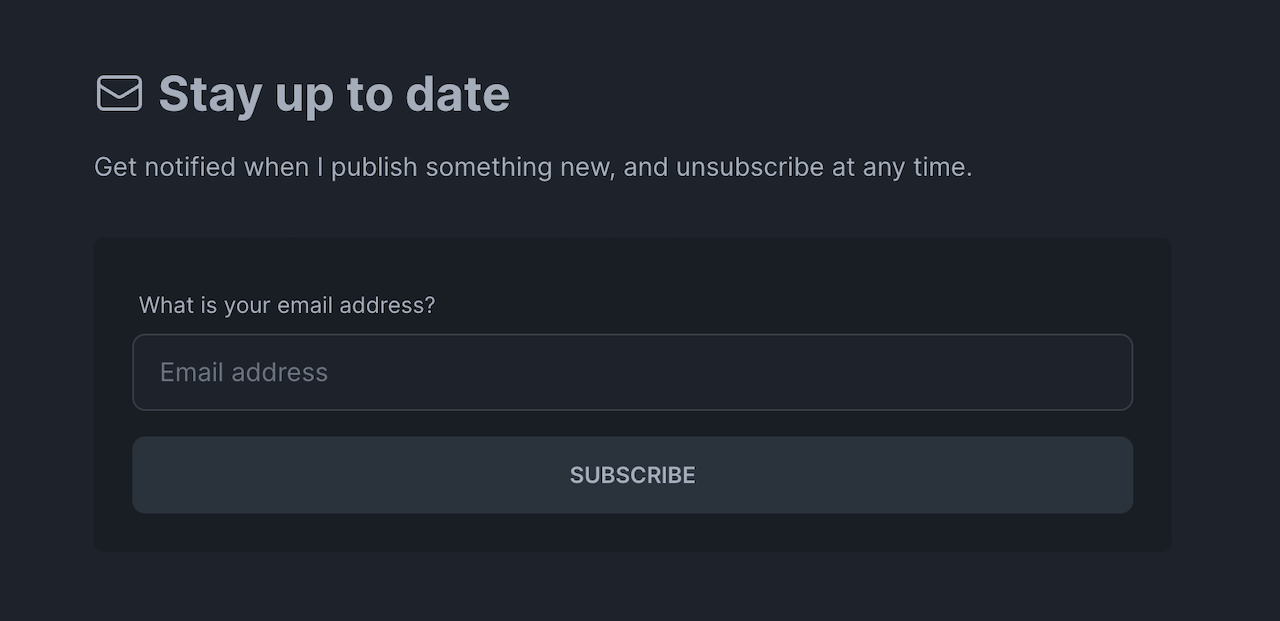 Stay up to date
Get notified when I publish something new, and unsubscribe at any time.
What is your email address?
Email address
SUBSCRIBE